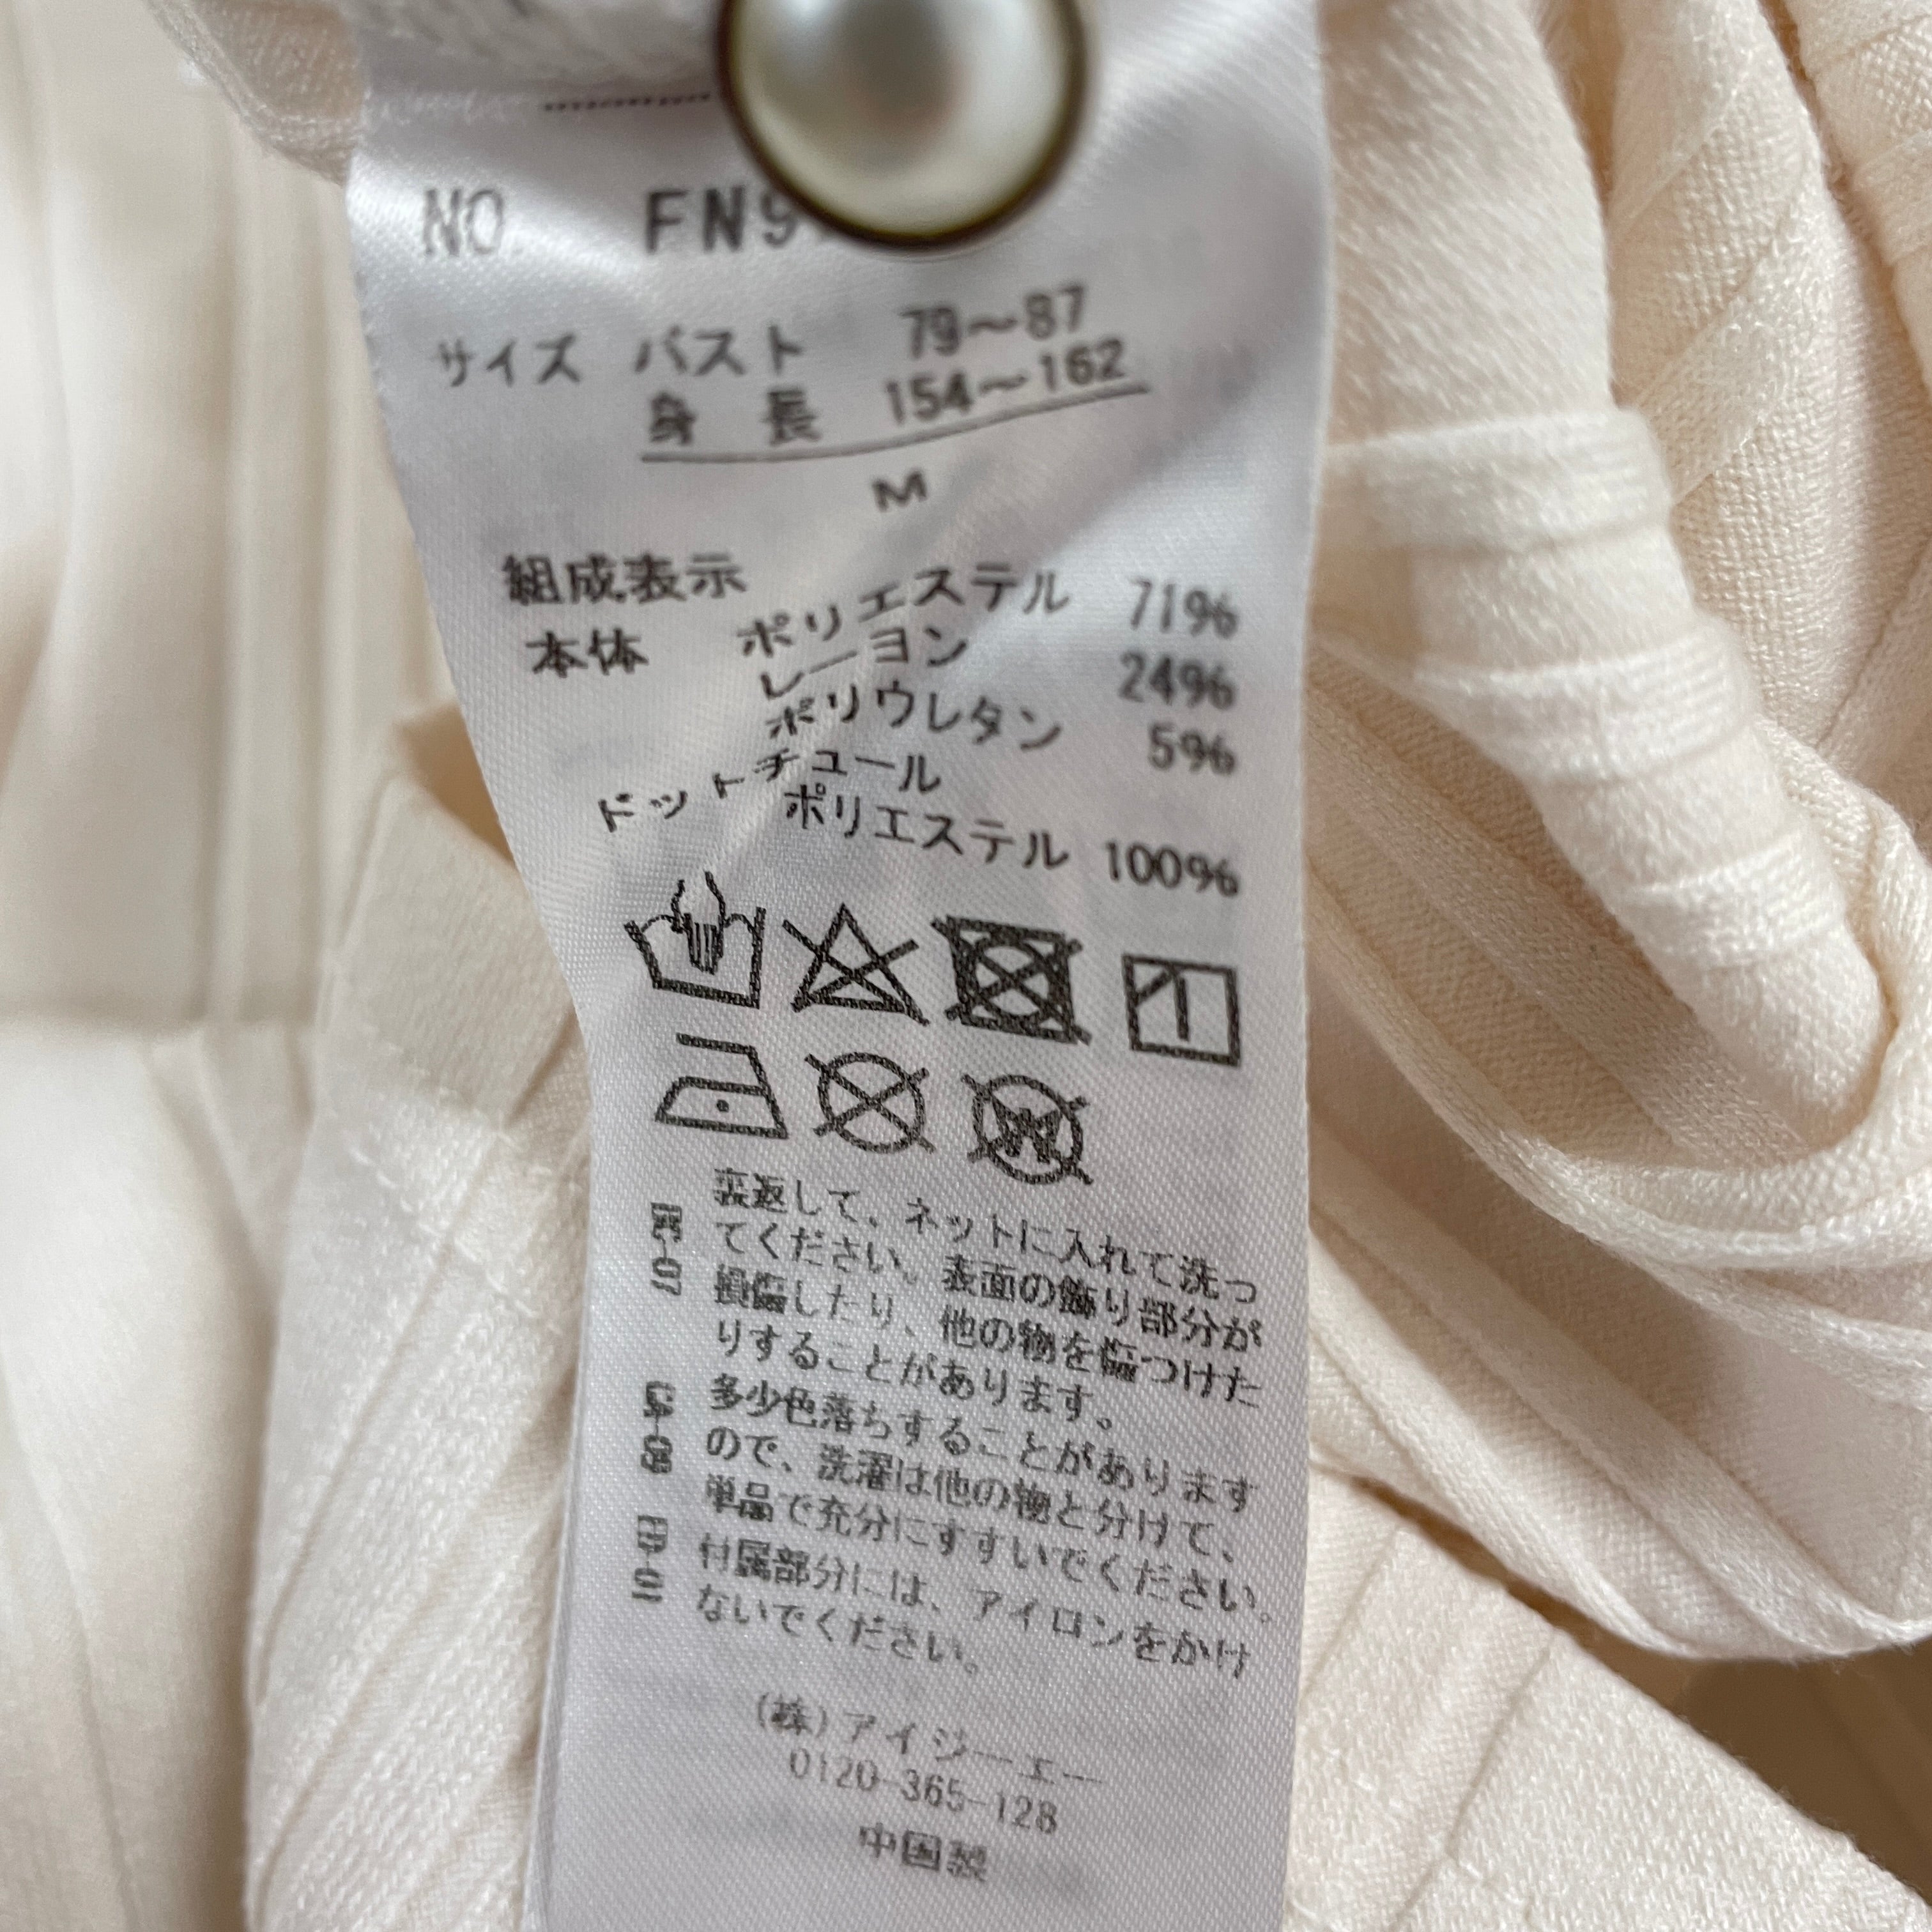 NO FN9
サイズ バスト 79〜87
身 長 154〜162
M
組成表示
本体 ポリエステル 71%
レーヨン 24%
ポリウレタン 5%
ドットチュール
ポリエステル 100%
W
裏返して、ネットに入れて洗っ
てください。表面の飾り部分が
損傷したり、他の物を傷つけた
りすることがあります。
多少色落ちすることがあります
ので、洗濯は他の物と分けて、
単品で充分にすすいでください。
付属部分には、アイロンをかけ
ないでください。
(株)アイジーエー
0120-365-128
中国製